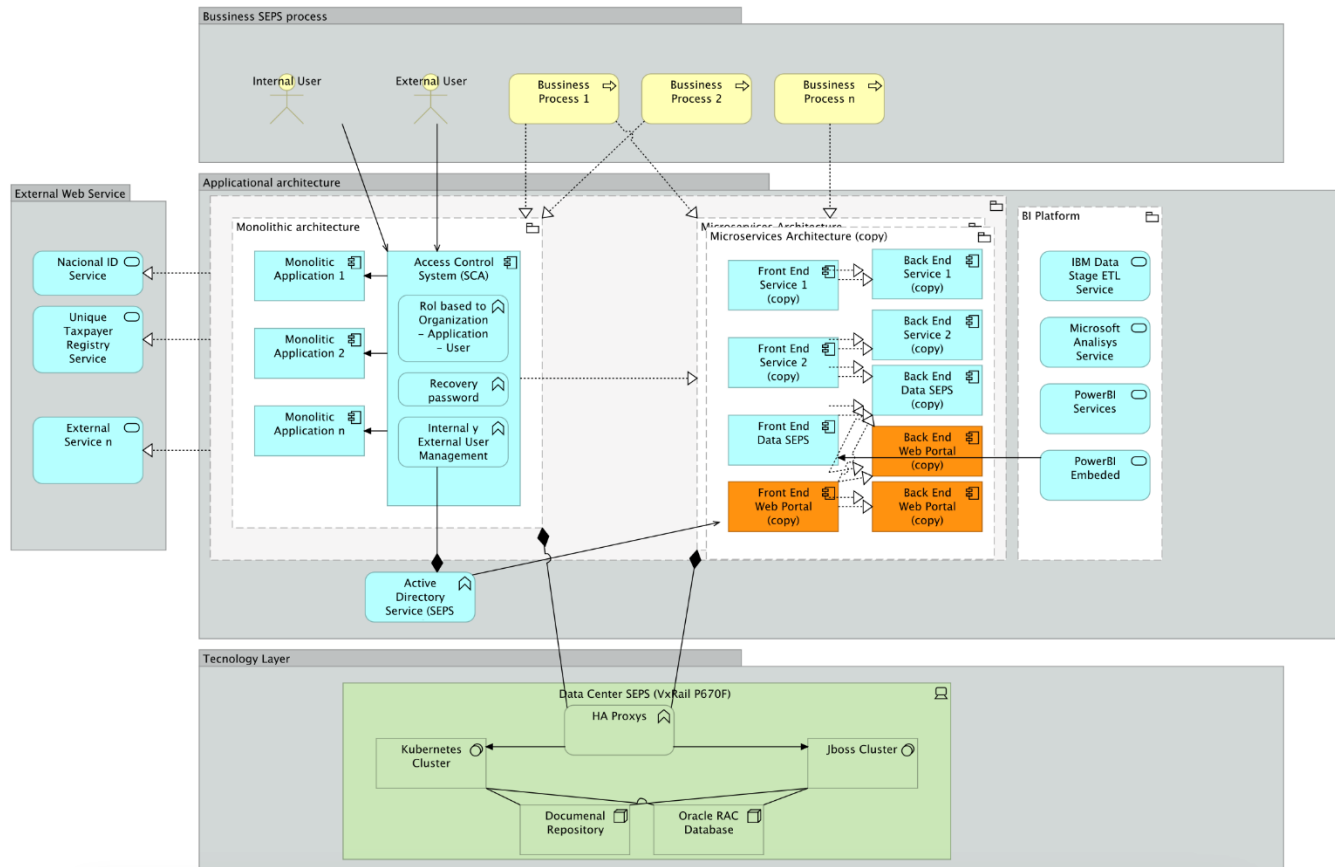 Bussiness SEPS process
Internal User
External User
Bussiness
Process 1
Bussiness
Process 2
Bussiness
Process n
External Web Service
Nacional ID
Service
Unique
Taxpayer
Registry
Service
External
Service n
Applicational architecture
Monolithic architecture
Monolitic
Application 1
Monolitic
Application 2
Monolitic
Application n
Access Control
System (SCA)
Rol based to
Organization
- Application
- User
Recovery
password
Internal y
External User
Management
Active
Directory
Service (SEPS
Microservices Architecture
Microservices Architecture (copy)
Front End
Service 1
(copy)
Back End
Service 1
(copy)
Front End
Service 2
(copy)
Back End
Service 2
(copy)
Back End
Data SEPS
(copy)
Front End
Data SEPS
Back End
Web Portal
(copy)
Front End
Web Portal
(copy)
Back End
Web Portal
(copy)
BI Platform
IBM Data
Stage ETL
Service
Microsoft
Analisys
Service
PowerBI
Services
PowerBI
Embeded
Tecnology Layer
Data Center SEPS (VxRail P670F)
HA Proxys
Kubernetes
Cluster
Jboss Cluster
Documenal
Repository
Oracle RAC
Database